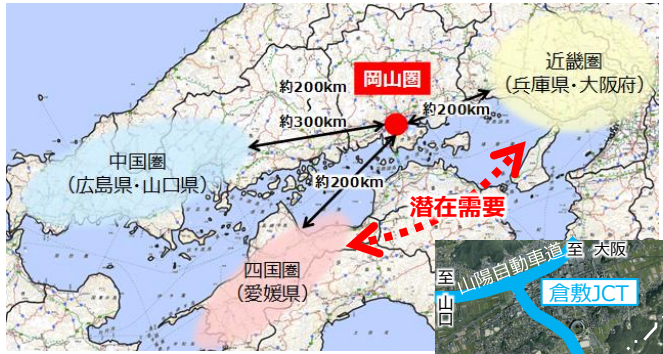 近畿圏
(兵庫県・大阪府)
岡山圏
約200km
～
約300km
約200km
中国圏
(広島県・山口県)
約200km
潜在需要
四国圏
(愛媛県)
至 大阪
山陽自動車道
至 山口
倉敷JCT